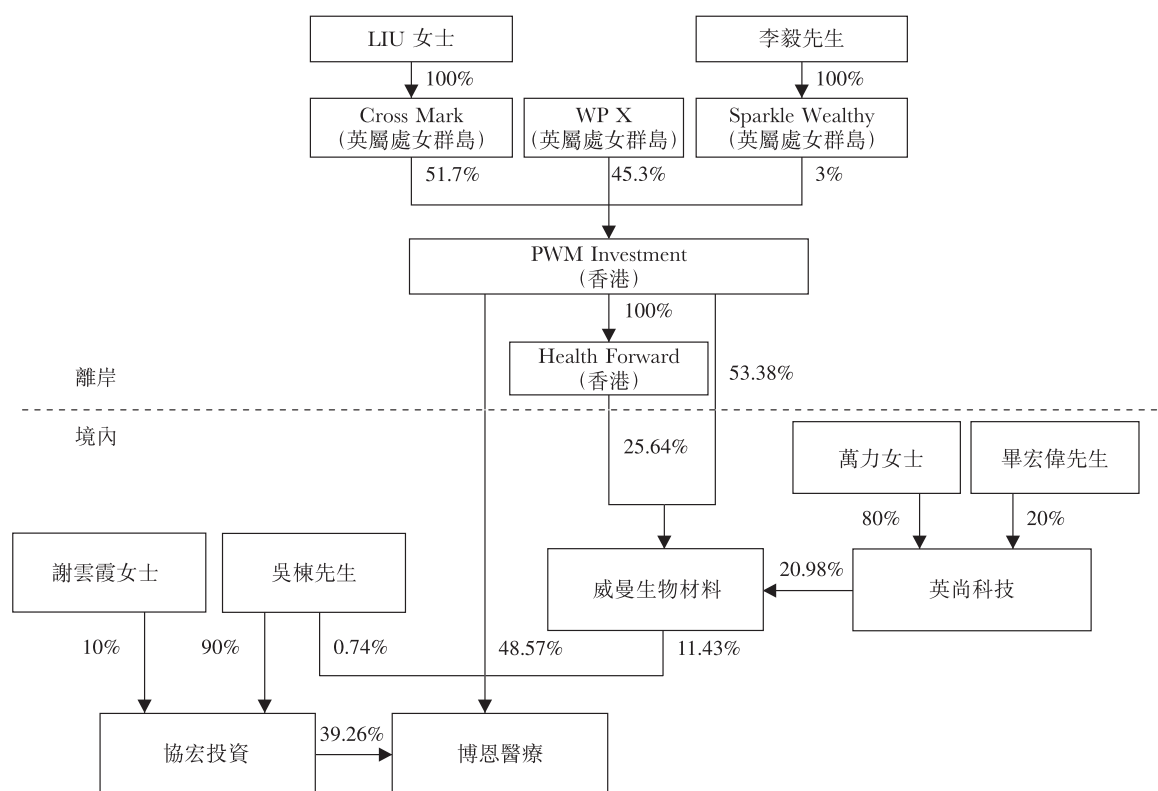 LIU 女士
李毅先生
100%
100%
Cross Mark
(英屬處女群島)
WP X
(英屬處女群島)
Sparkle Wealthy
(英屬處女群島)
51.7%
45.3%
3%
PWM Investment
(香港)
100%
Health Forward
(香港)
53.38%
離岸
境內
25.64%
萬力女士
畢宏偉先生
80%
20%
謝雲霞女士
吳棟先生
威曼生物材料
20.98%
英尚科技
10%
90%
0.74%
48.57%
11.43%
協宏投資
39.26%
博恩醫療